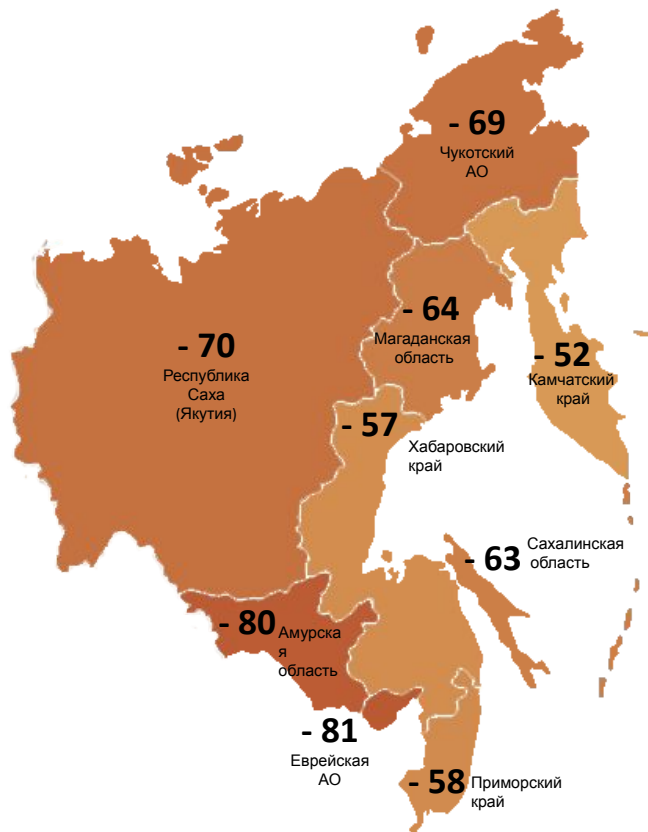 - 69
Чукотский
АО
- 64
Магаданская
область
- 70
Республика
Саха
(Якутия)
- 52
Камчатский
край
- 57
Хабаровский
край
- 63
Сахалинская
область
- 80
Амурска
я
область
- 81
Еврейская
АО
- 58
Приморский
край